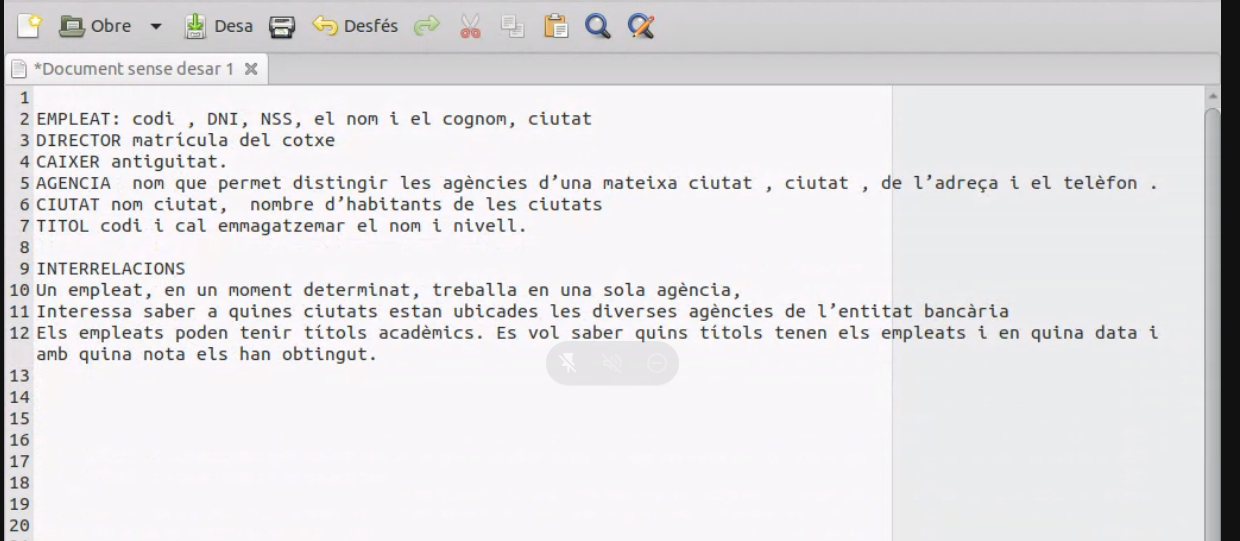 Obre Desa Desfés
*Document sense desar 1
1
2 EMPLEAT: codi , DNI, NSS, el nom i el cognom, ciutat
3 DIRECTOR matrícula del cotxe
4 CAIXER antiguitat.
5 AGENCIA  nom que permet distingir les agències d’una mateixa ciutat , ciutat , de l’adreça i el telèfon .
6 CIUTAT nom ciutat,  nombre d’habitants de les ciutats
7 TITOL codi i cal emmagatzemar el nom i nivell.
8
9 INTERRELACIONS
10 Un empleat, en un moment determinat, treballa en una sola agència,
11 Interessa saber a quines ciutats estan ubicades les diverses agències de l’entitat bancària
12 Els empleats poden tenir títols acadèmics. Es vol saber quins títols tenen els empleats i en quina data i
amb quina nota els han obtingut.
13
14
15
16
17
18
19
20